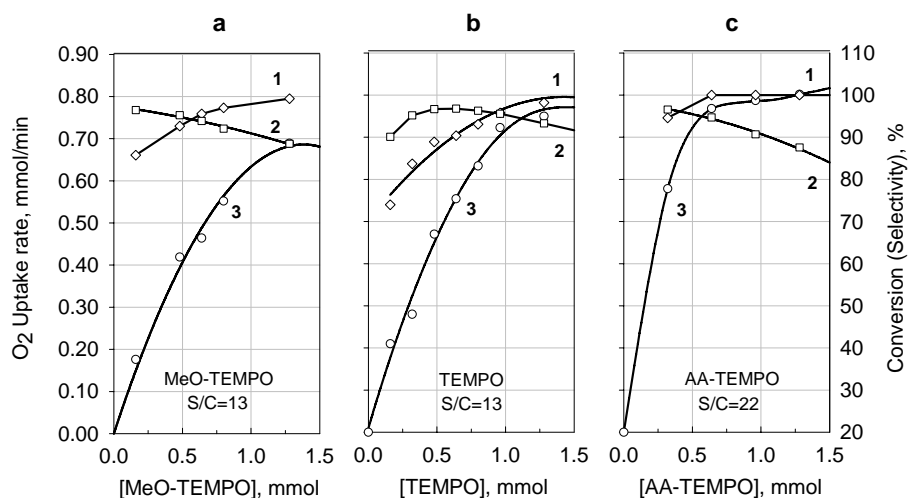 a b c
0.90
0.80
0.70
0.60
0.50
0.40
0.30
0.20
0.10
0.00
O2 Uptake rate, mmol/min
1
2
3
MeO-TEMPO
S/C=13
0.0 0.5 1.0 1.5
[MeO-TEMPO], mmol
1
2
3
TEMPO
S/C=13
0.0 0.5 1.0 1.5
[TEMPO], mmol
1
2
3
AA-TEMPO
S/C=22
0.0 0.5 1.0 1.5
[AA-TEMPO], mmol
110
100
90
80
70
60
50
40
30
20
Conversion (Selectivity), %